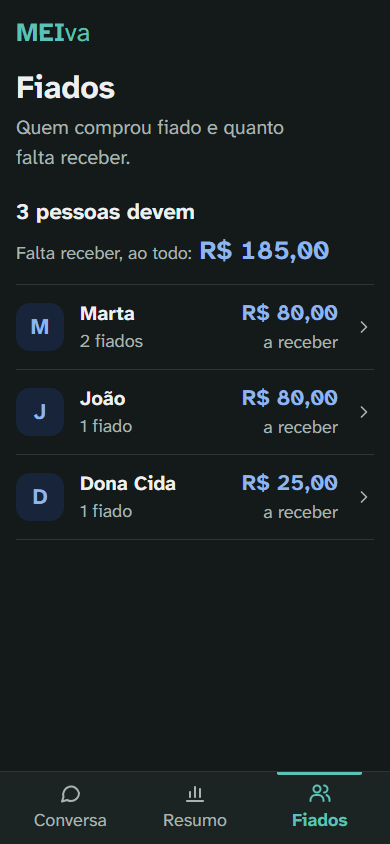 MEIva
Fiados
Quem comprou fiado e quanto
falta receber.
3 pessoas devem
Falta receber, ao todo: R$ 185,00
M
Marta
R$ 80,00
2 fiados
a receber
J
João
R$ 80,00
1 fiado
a receber
D
Dona Cida
R$ 25,00
1 fiado
a receber
Conversa
Resumo
Fiados